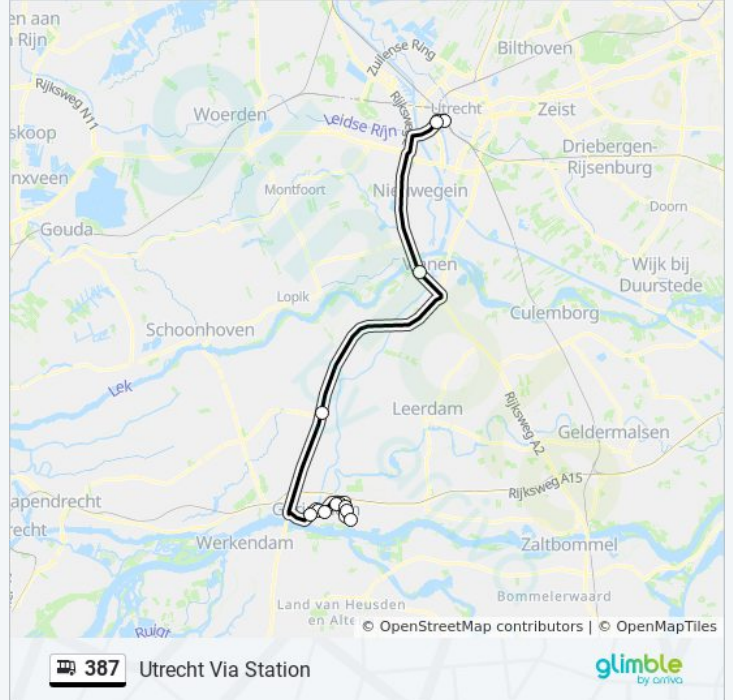 en aan
Rijn
Zuilense Ring
Bilthoven
Rijksweg N11
Woerden
Utrecht
Zeist
Leidse Rijn
skoop
Driebergen-
Rijsenburg
nxveen
Montfoort
Nieuwegein
Doorn
Gouda
Wijk bij
Duurstede
Lopik
Culemborg
Schoonhoven
Lek
Leerdam
Rijksweg A2
Geldermalsen
Rijksweg A15
apendrecht
recht
Werkendam
Zaltbommel
Bommelerwaard
Land van Heusden
en Alte
Ruigt
© OpenStreetMap contributors | © OpenMapTiles
387 Utrecht Via Station
glimble
by arriva